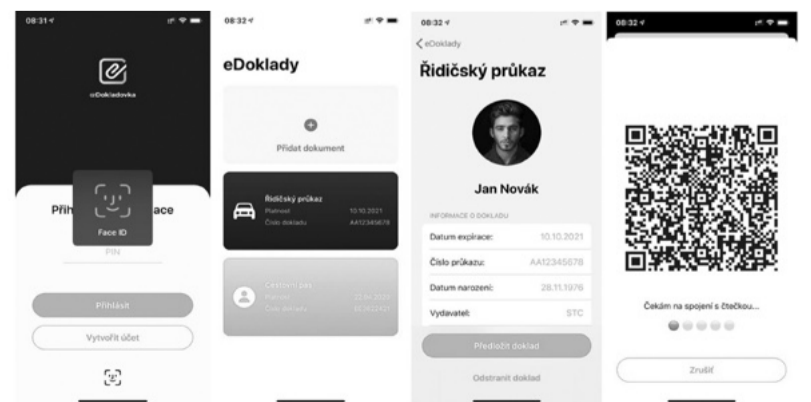 08:31
eDokladovka
Přih
ace
Face ID
PIN
Přihlásit
Vytvořit účet
08:32
eDoklady
Přidat dokument
Řidičský průkaz
Platnost 10.10.2021
Číslo dokladu AA12345678
Cestovní pas
Platnost
Číslo dokladu
08:32
eDoklady
Řidičský průkaz
Jan Novák
INFORMACE O DOKLADU
Datum expirace: 10.10.2021
Číslo průkazu: AA12345678
Datum narození: 28.11.1976
Vydavatel: STC
Předložit doklad
Odstranit doklad
08:32
Čekám na spojení s čtečkou...
Zrušit